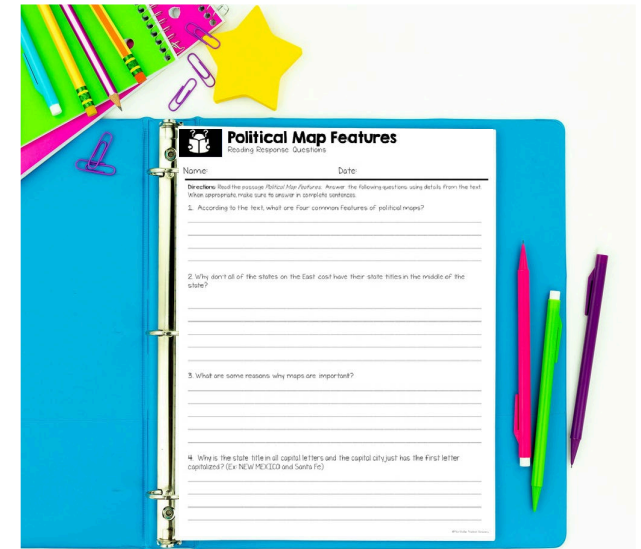 Political Map Features
Reading Response Questions
Name: Date:
Directions: Read the passage Political Map Features. Answer the following questions using details from the text.
When appropriate, make sure to answer in complete sentences.
1. According to the text, what are four common features of political maps?
2. Why don't all of the states on the East cost have their state titles in the middle of the
state?
3. What are some reasons why maps are important?
4. Why is the state title in all capital letters and the capital city just has the first letter
capitalized? (Ex: NEW MEXICO and Santa Fe)